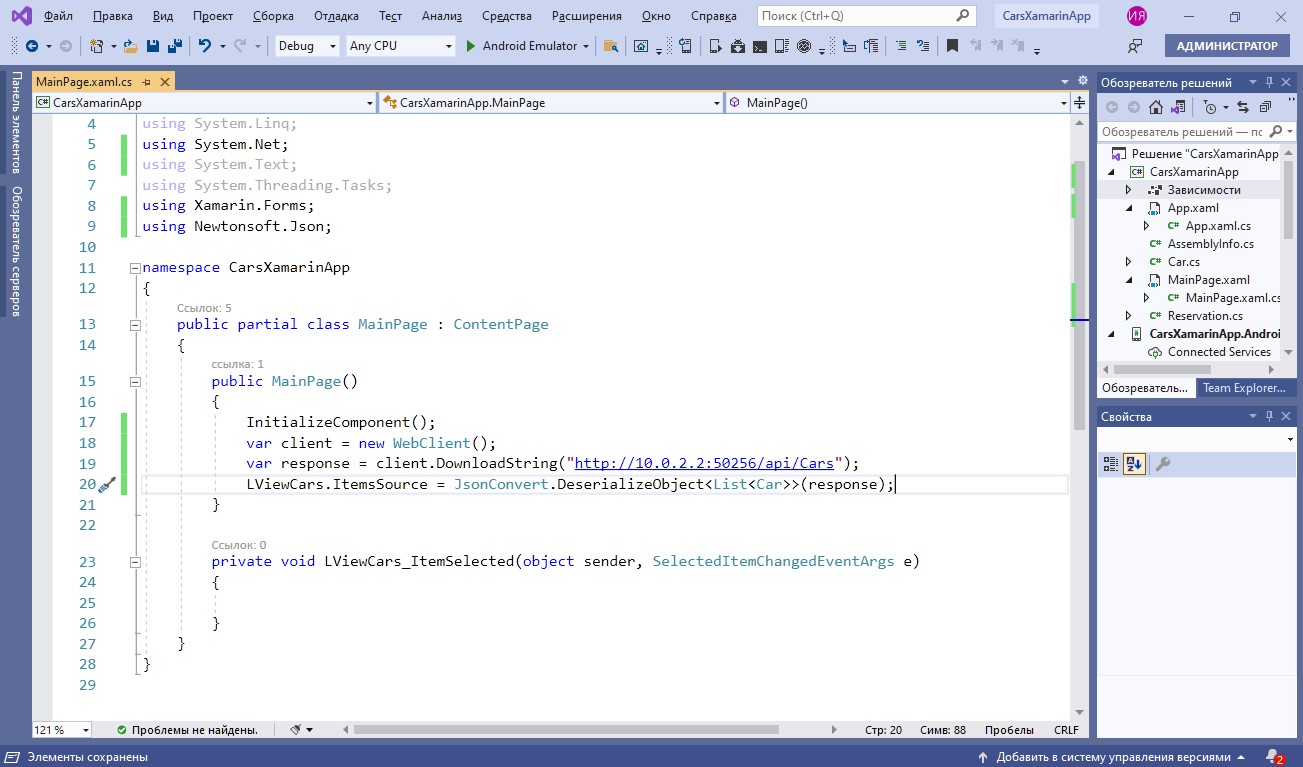 Файл Правка Вид Проект Сборка Отладка Тест Анализ Средства Расширения Окно Справка Поиск (Ctrl+Q) CarsXamarinApp ИЯ
Debug Any CPU Android Emulator АДМИНИСТРАТОР
Панель элементов
Обозреватель серверов
MainPage.xaml.cs
CarsXamarinApp CarsXamarinApp.MainPage MainPage()
4 using System.Linq;
5 using System.Net;
6 using System.Text;
7 using System.Threading.Tasks;
8 using Xamarin.Forms;
9 using Newtonsoft.Json;
10
11 namespace CarsXamarinApp
12 {
Ссылок: 5
13 public partial class MainPage : ContentPage
14 {
ссылка: 1
15 public MainPage()
16 {
17 InitializeComponent();
18 var client = new WebClient();
19 var response = client.DownloadString("http://10.0.2.2:50256/api/Cars");
20 LViewCars.ItemsSource = JsonConvert.DeserializeObject<List<Car>>(response);
21 }
22
Ссылок: 0
23 private void LViewCars_ItemSelected(object sender, SelectedItemChangedEventArgs e)
24 {
25
26 }
27 }
28 }
29
121 % Проблемы не найдены. Стр: 20 Симв: 88 Пробелы CRLF
Обозреватель решений
Обозреватель решений — по
Решение "CarsXamarinApp
CarsXamarinApp
Зависимости
App.xaml
C# App.xaml.cs
C# AssemblyInfo.cs
C# Car.cs
MainPage.xaml
C# MainPage.xaml.cs
C# Reservation.cs
CarsXamarinApp.Androi
Connected Services
Обозреватель... Team Explorer...
Свойства
Элементы сохранены Добавить в систему управления версиями 2